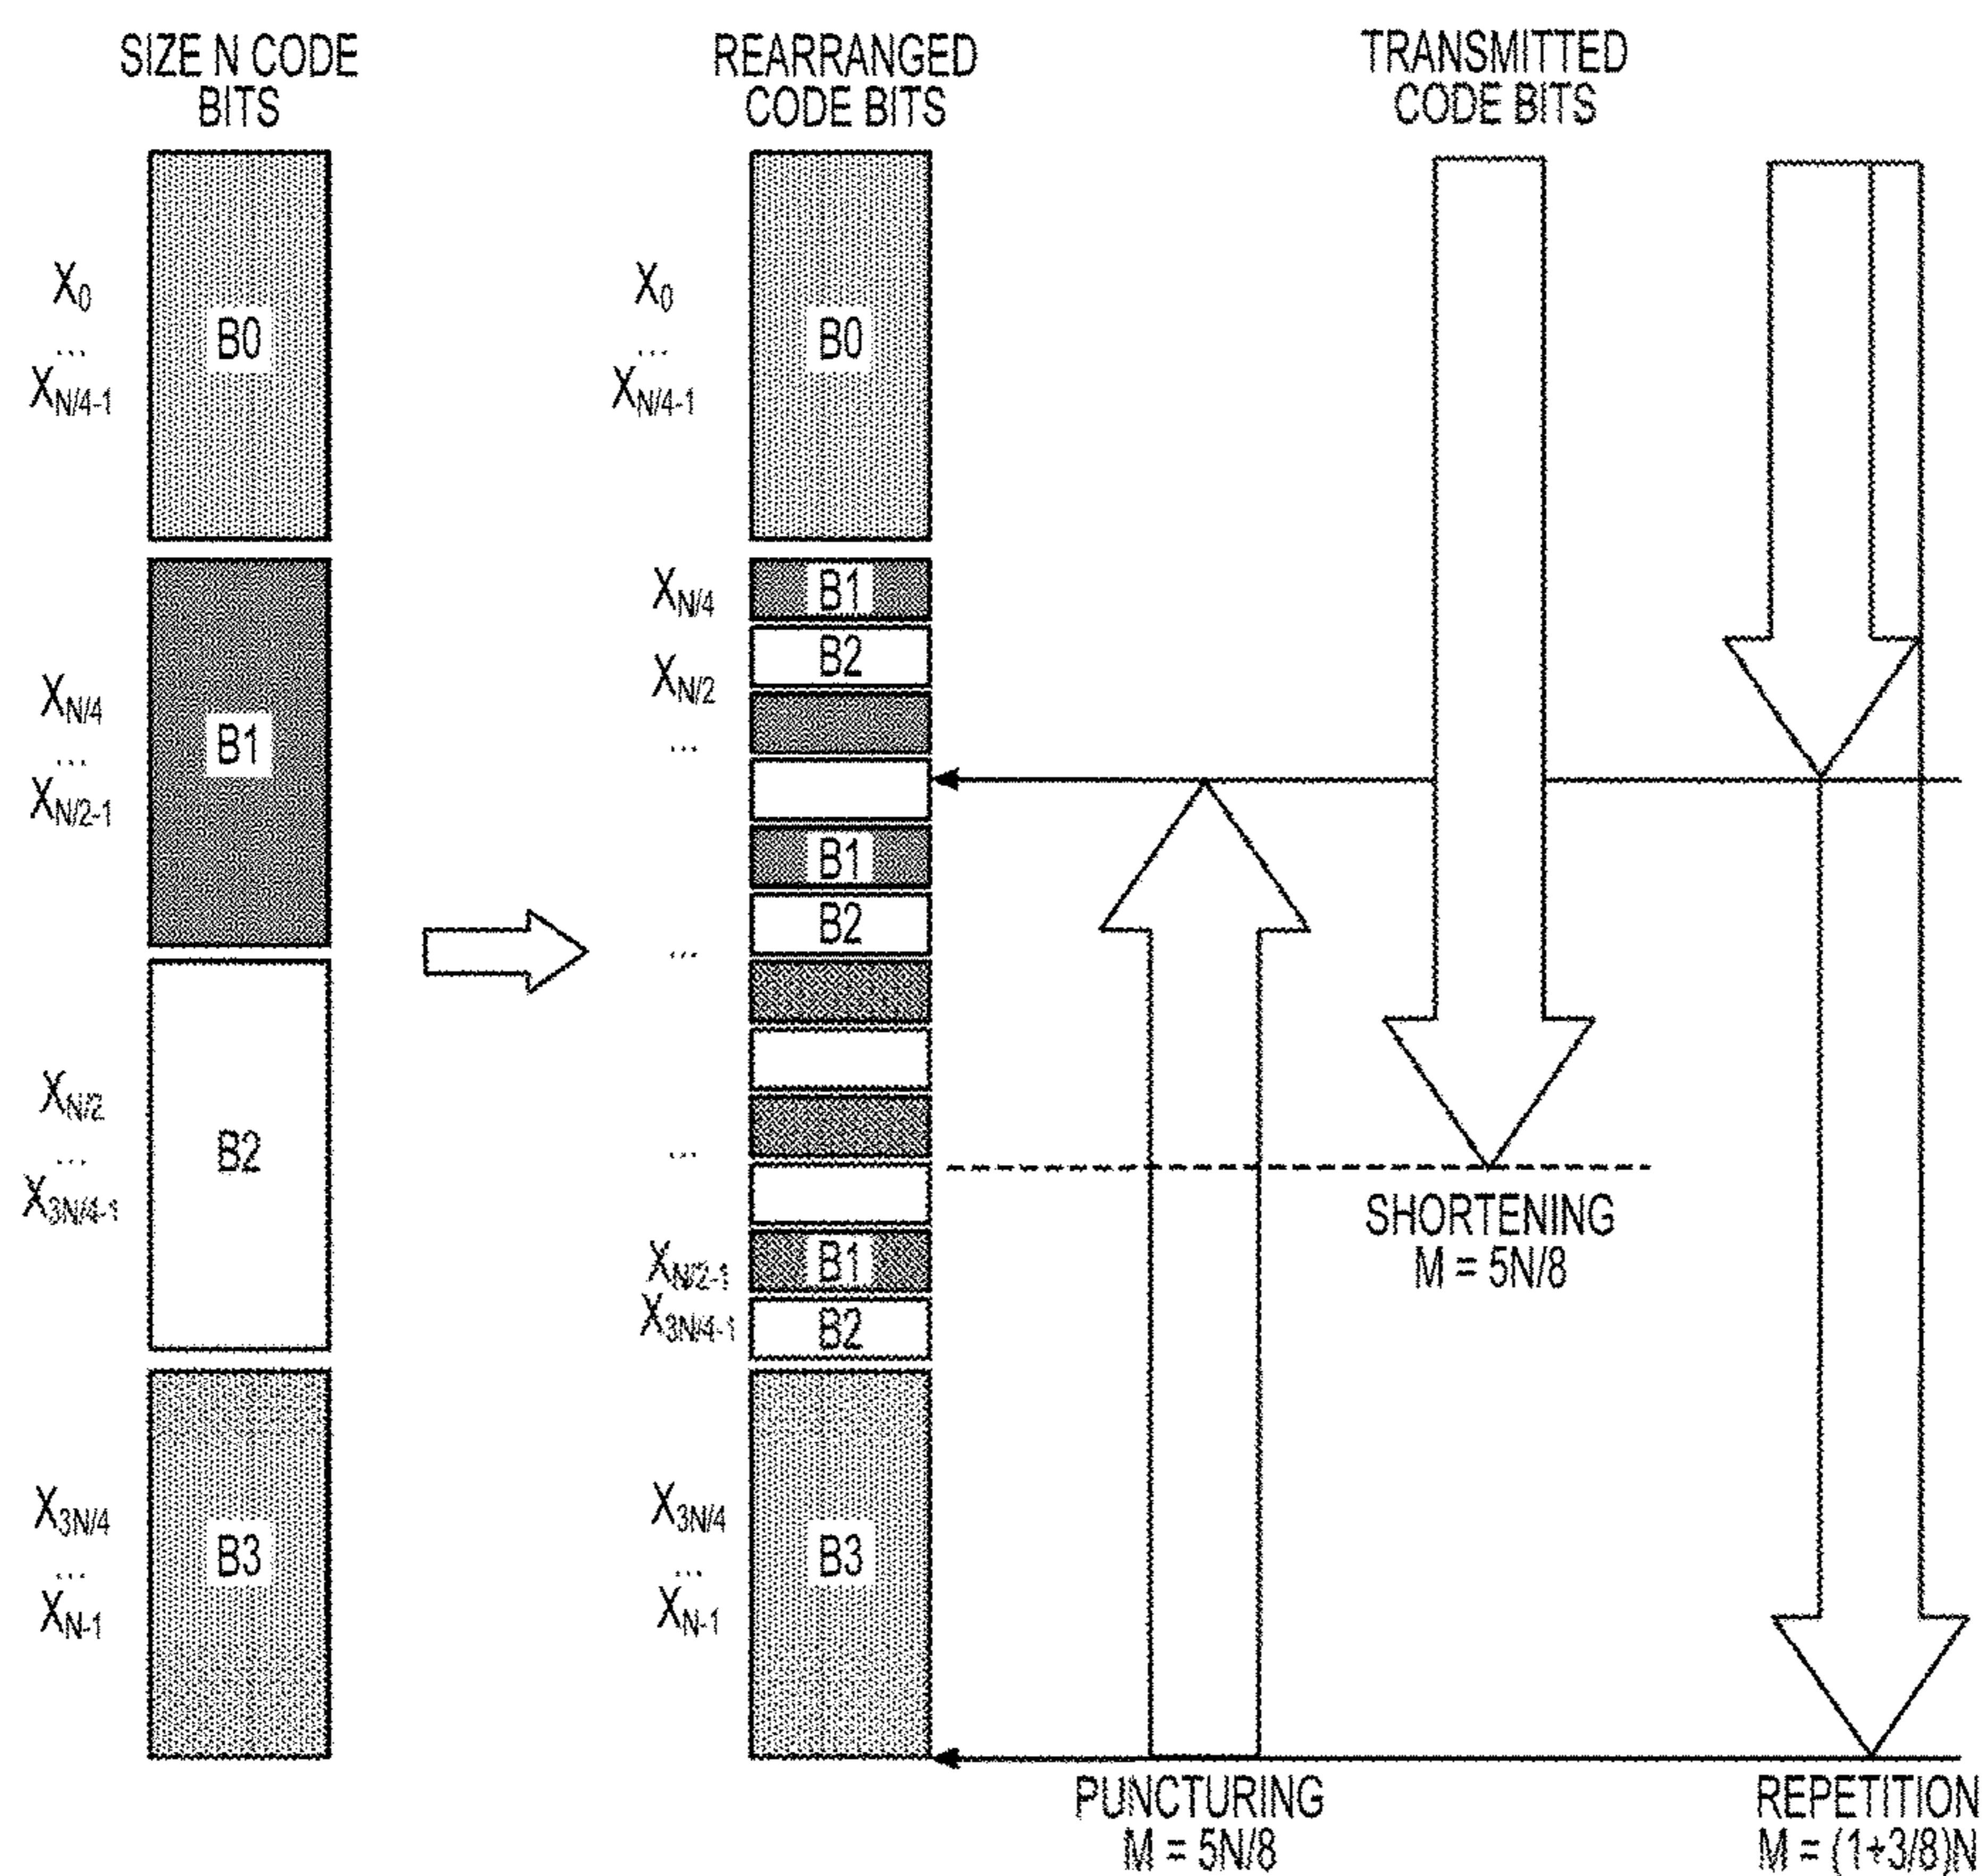 SIZE N CODE
BITS
REARRANGED
CODE BITS
TRANSMITTED
CODE BITS
X0
...
XN/4-1
B0
XN/4
...
XN/2-1
B1
XN/2
...
X3N/4-1
B2
X3N/4
...
XN-1
B3
X0
...
XN/4-1
B0
XN/4
B1
B2
XN/2
...
B1
B2
...
...
XN/2-1
B1
X3N/4-1
B2
X3N/4
...
XN-1
B3
SHORTENING
M = 5N/8
PUNCTURING
M = 5N/8
REPETITION
M = (1+3/8)N